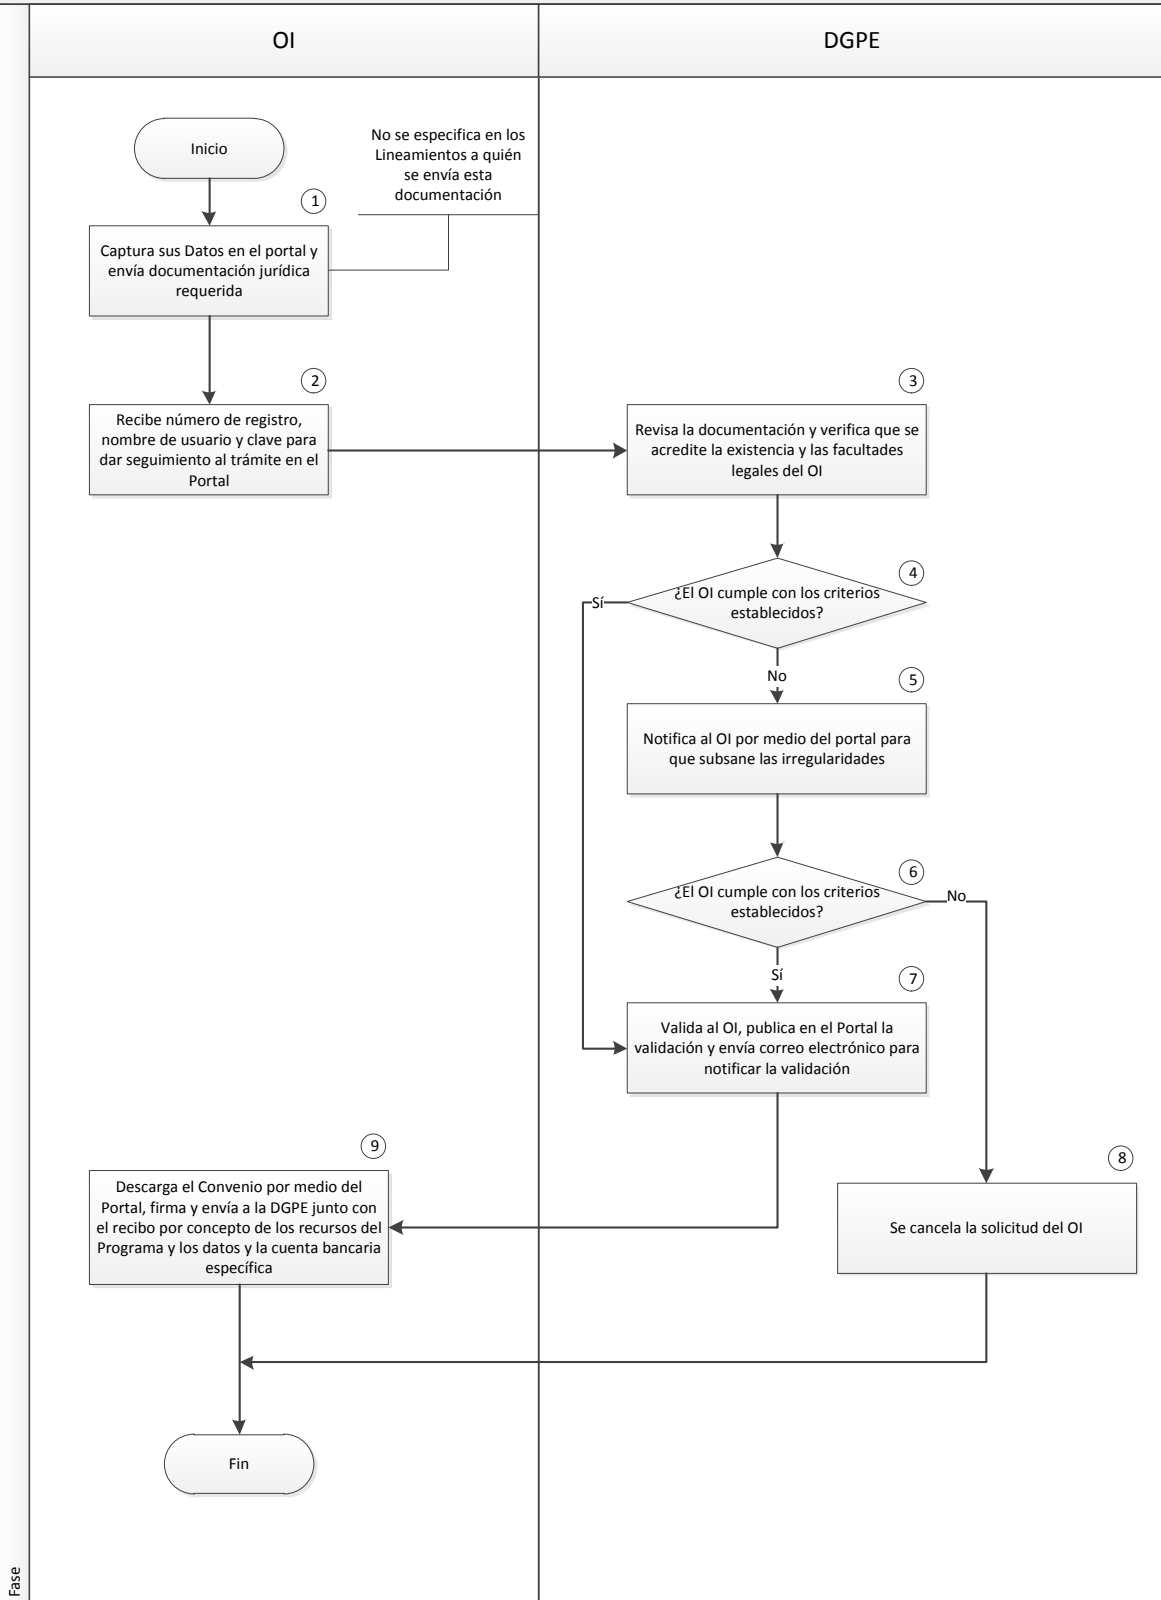 OI
DGPE
Inicio
No se especifica en los
Lineamientos a quién
se envía esta
documentación
1
Captura sus Datos en el portal y
envía documentación jurídica
requerida
2
Recibe número de registro,
nombre de usuario y clave para
dar seguimiento al trámite en el
Portal
3
Revisa la documentación y verifica que se
acredite la existencia y las facultades
legales del OI
4
¿El OI cumple con los criterios
establecidos?
Sí
No
5
Notifica al OI por medio del portal para
que subsane las irregularidades
6
¿El OI cumple con los criterios
establecidos?
No
Sí
7
Valida al OI, publica en el Portal la
validación y envía correo electrónico para
notificar la validación
8
Se cancela la solicitud del OI
9
Descarga el Convenio por medio del
Portal, firma y envía a la DGPE junto con
el recibo por concepto de los recursos del
Programa y los datos y la cuenta bancaria
específica
Fin
Fase